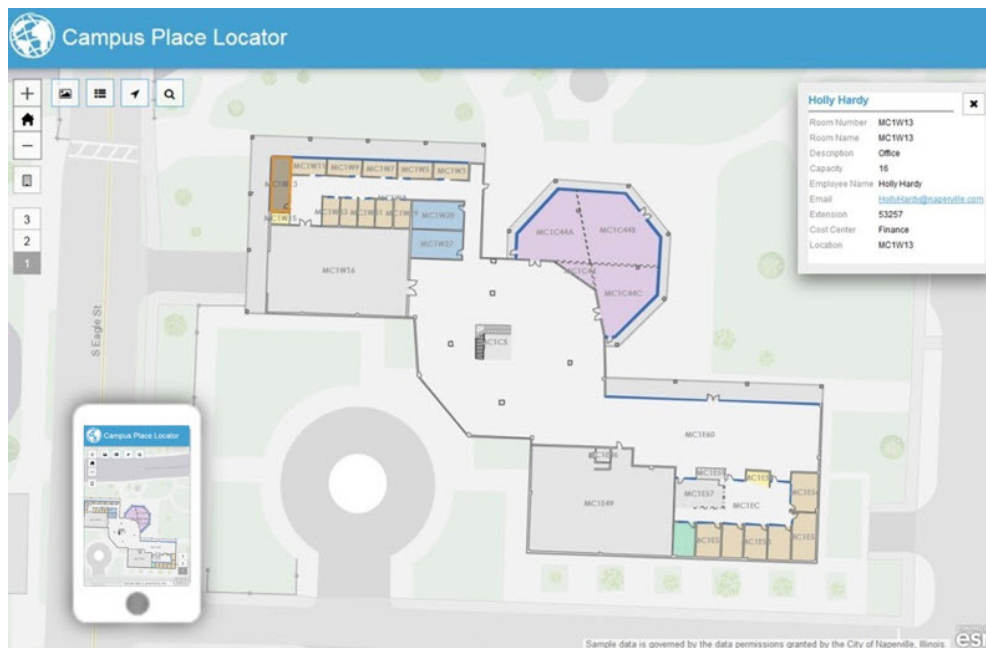 Campus Place Locator
Holly Hardy
Room Number MC1W13
Room Name MC1W13
Description Office
Capacity 16
Employee Name Holly Hardy
Email HollyHardy@naperville.com
Extension 53257
Cost Center Finance
Location MC1W13
3
2
1
MC1W11 MC1W9 MC1W7 MC1W5 MC1W3
MC1W28
MC1W27
MC1W16
MC1C44A
MC1C44B
MC1C44C
MC1CS
S Eagle St
MC1E60
MC1E49
MC1E57
MC1EC
Campus Place Locator
Sample data is governed by the data permissions granted by the City of Naperville, Illinois.
esri